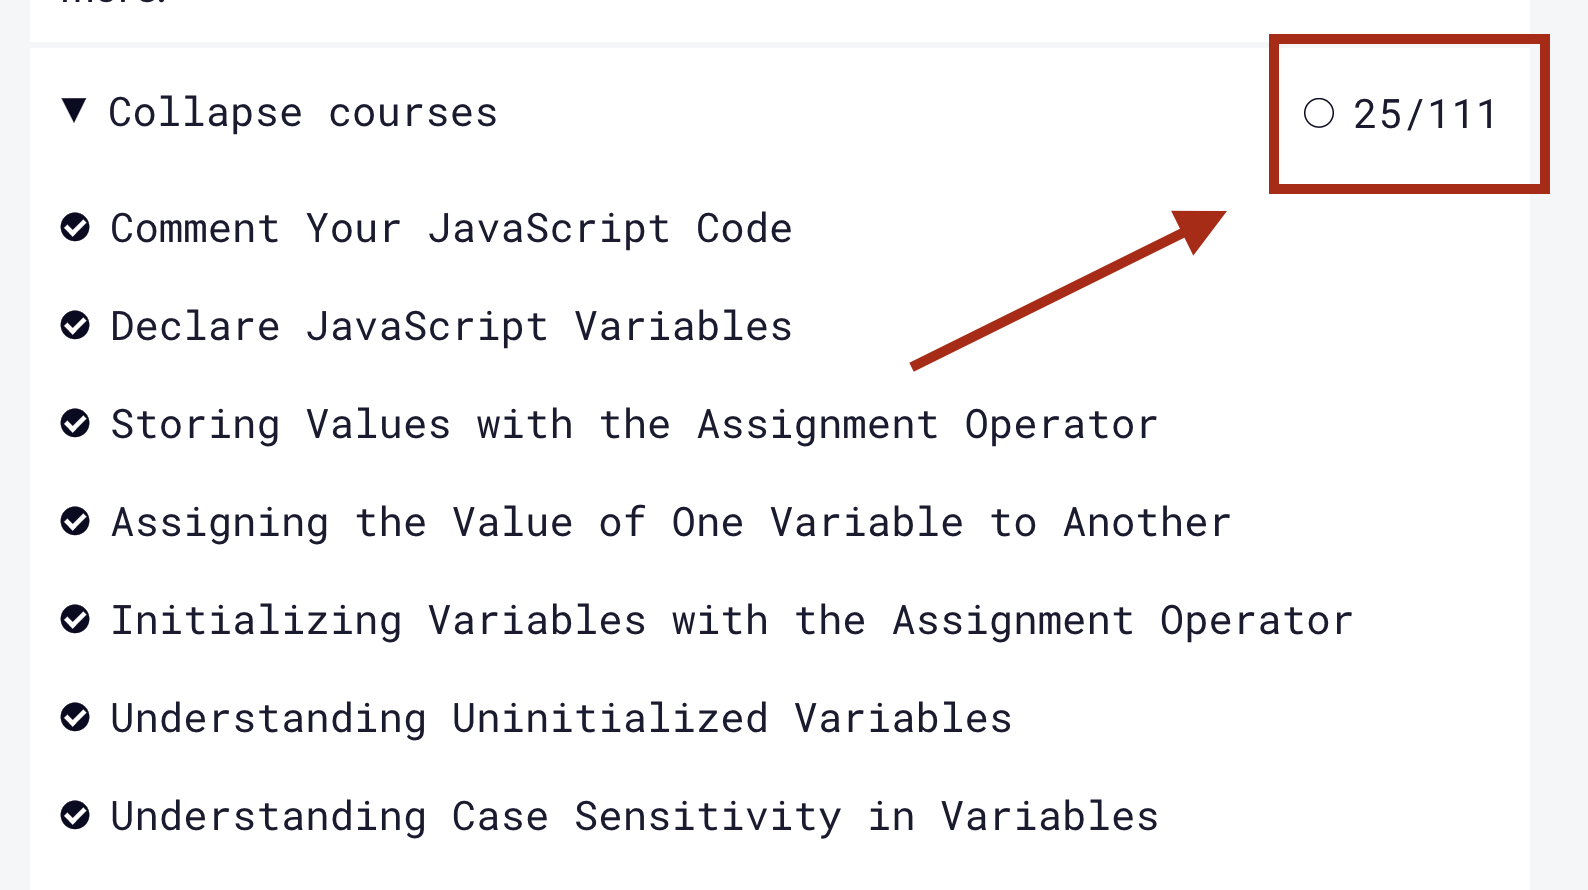 ▼ Collapse courses
25/111
Comment Your JavaScript Code
Declare JavaScript Variables
Storing Values with the Assignment Operator
Assigning the Value of One Variable to Another
Initializing Variables with the Assignment Operator
Understanding Uninitialized Variables
Understanding Case Sensitivity in Variables